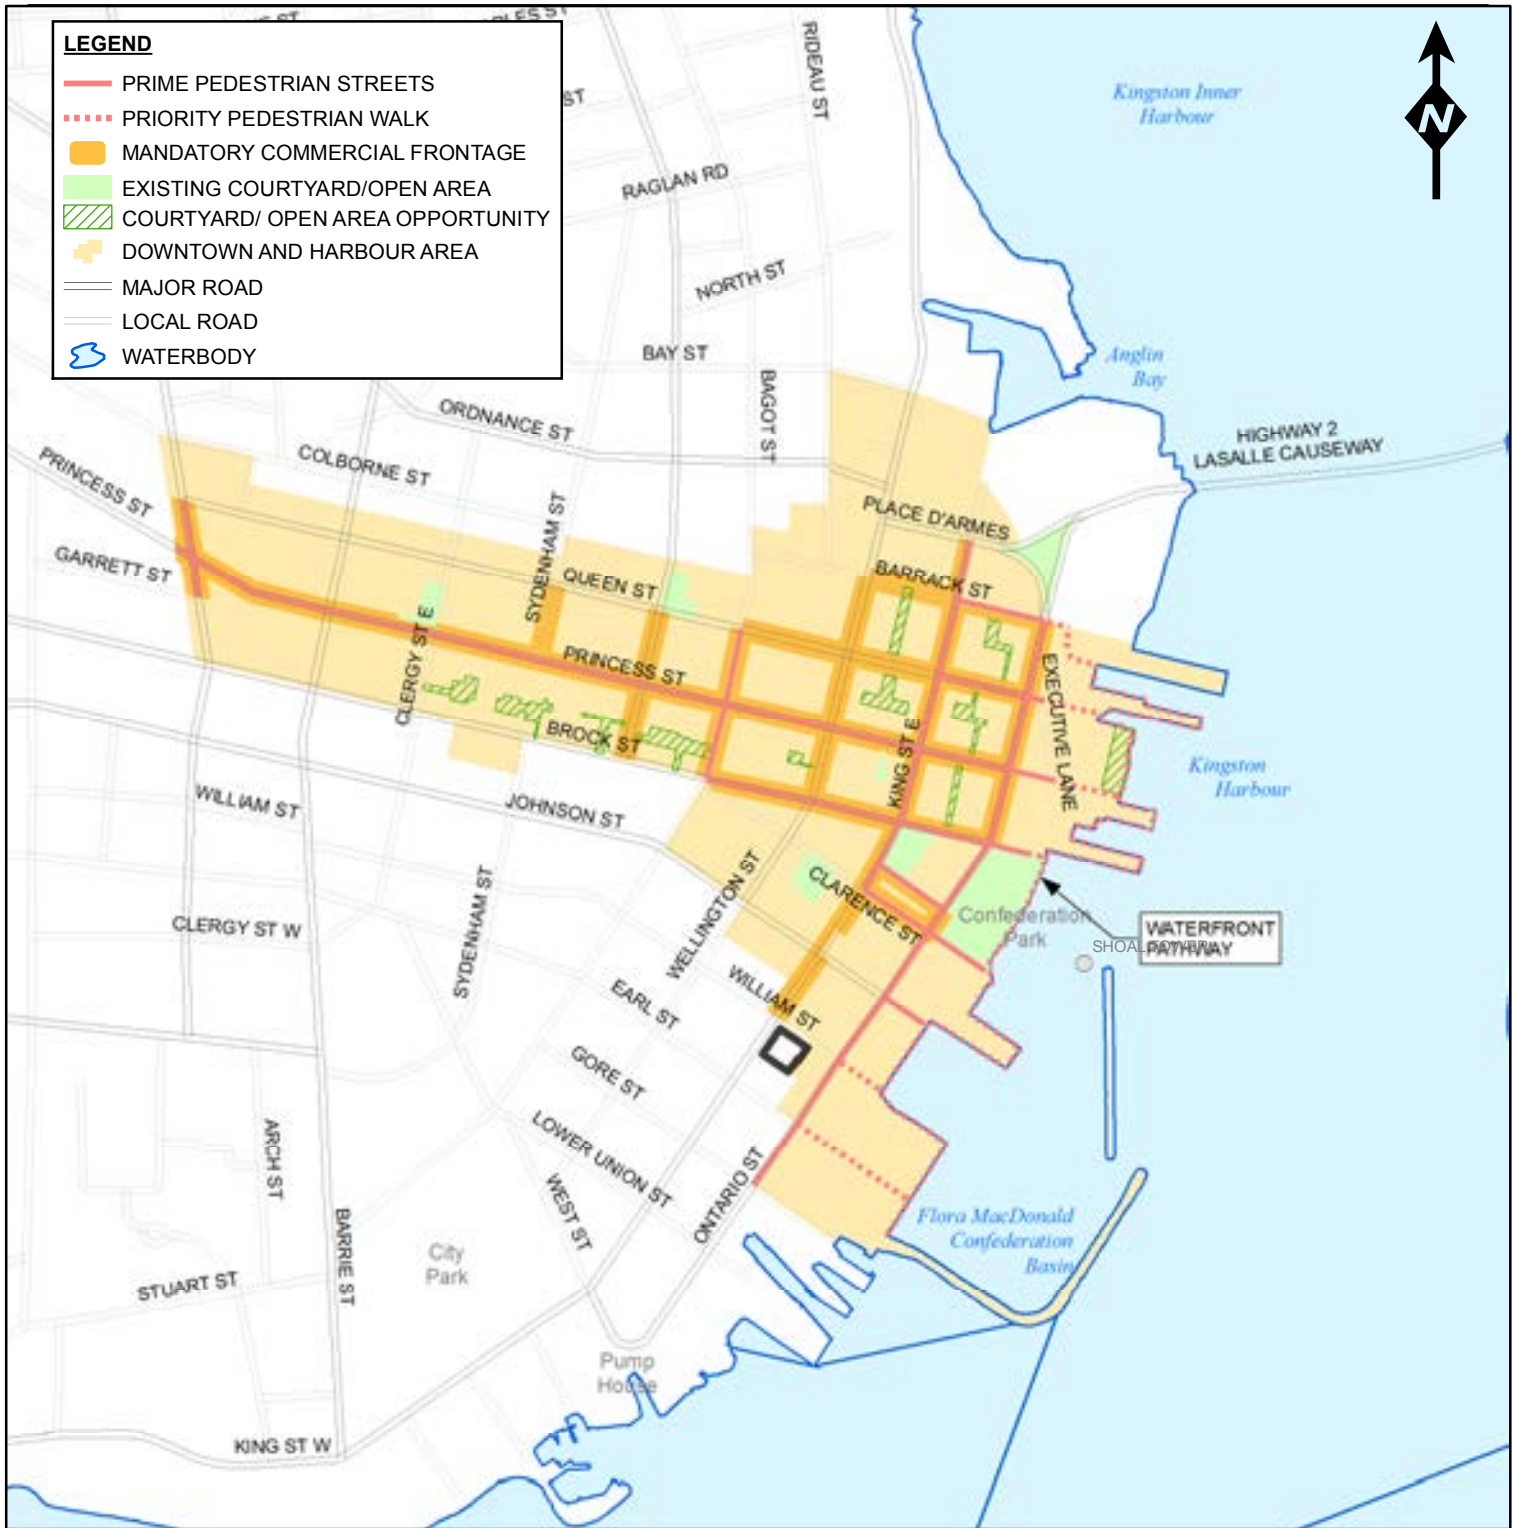 LEGEND
PRIME PEDESTRIAN STREETS
PRIORITY PEDESTRIAN WALK
MANDATORY COMMERCIAL FRONTAGE
EXISTING COURTYARD/OPEN AREA
COURTYARD/ OPEN AREA OPPORTUNITY
DOWNTOWN AND HARBOUR AREA
MAJOR ROAD
LOCAL ROAD
WATERBODY
N
ST
RIDEAU ST
Kingston Inner
Harbour
RAGLAN RD
NORTH ST
BAY ST
BAGOT ST
Anglin
Bay
ORDNANCE ST
HIGHWAY 2
LASALLE CAUSEWAY
COLBORNE ST
PRINCESS ST
SYDENHAM ST
PLACE D'ARMES
GARRETT ST
QUEEN ST
BARRACK ST
CLERGY ST E
PRINCESS ST
EXECUTIVE LANE
BROCK ST
KING ST E
Kingston
Harbour
WILLIAM ST
JOHNSON ST
CLARENCE ST
WELLINGTON ST
SYDENHAM ST
CLERGY ST W
Confederation
Park
WATERFRONT
PATHWAY
WILLIAM ST
EARL ST
GORE ST
LOWER UNION ST
ARCH ST
WEST ST
ONTARIO ST
BARRIE ST
Flora MacDonald
Confederation
Basin
City
Park
STUART ST
Pump
House
KING ST W